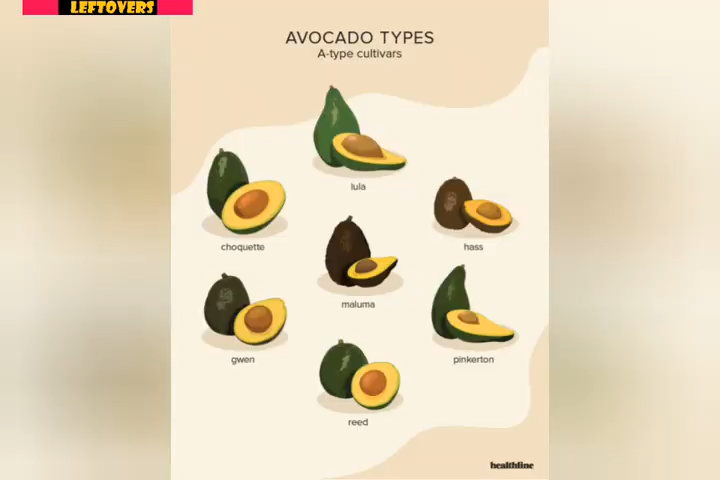 LEFTOVERS
AVOCADO TYPES
A-type cultivars
lula
choquette
hass
maluma
gwen
pinkerton
reed
healthline